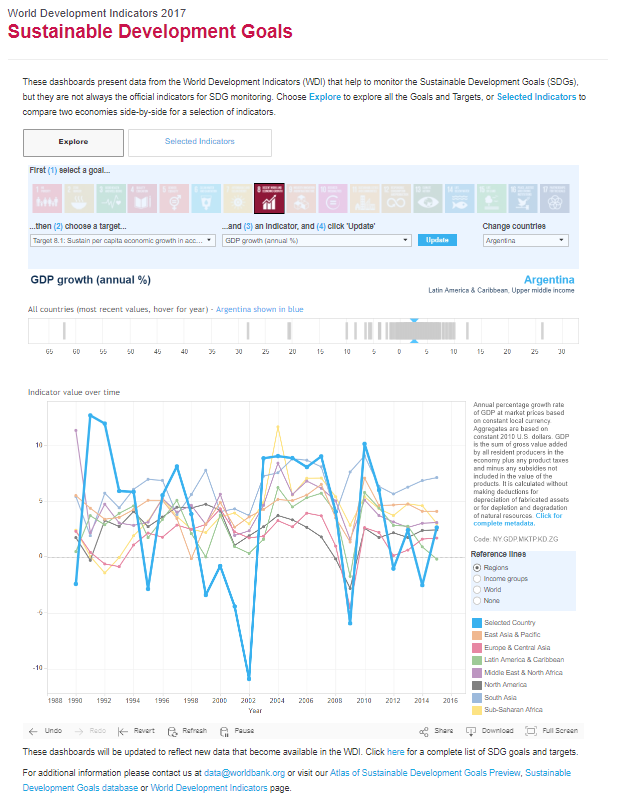 World Development Indicators 2017
Sustainable Development Goals
These dashboards present data from the World Development Indicators (WDI) that help to monitor the Sustainable Development Goals (SDGs),
but they are not always the official indicators for SDG monitoring. Choose Explore to explore all the Goals and Targets, or Selected Indicators to
compare two economies side-by-side for a selection of indicators.
Explore
Selected Indicators
First (1) select a goal...
...then (2) choose a target...
...and (3) an indicator, and (4) click 'Update'
Change countries
Target 8.1: Sustain per capita economic growth in acc...
GDP growth (annual %)
Update
Argentina
GDP growth (annual %)
Argentina
Latin America & Caribbean, Upper middle income
All countries (most recent values, hover for year) - Argentina shown in blue
65 60 55 50 45 40 35 30 25 20 15 10 5 0 5 10 15 20 25 30
Indicator value over time
10
5
0
-5
-10
1988 1990 1992 1994 1996 1998 2000 2002 2004 2006 2008 2010 2012 2014 2016
Year
Annual percentage growth rate
of GDP at market prices based
on constant local currency.
Aggregates are based on
constant 2010 U.S. dollars. GDP
is the sum of gross value added
by all resident producers in the
economy plus any product taxes
and minus any subsidies not
included in the value of the
products. It is calculated without
making deductions for
depreciation of fabricated assets
or for depletion and degradation
of natural resources. Click for
complete metadata.
Code: NY.GDP.MKTP.KD.ZG
Reference lines
Regions
Income groups
World
None
Selected Country
East Asia & Pacific
Europe & Central Asia
Latin America & Caribbean
Middle East & North Africa
North America
South Asia
Sub-Saharan Africa
Undo Redo Revert Refresh Pause Share Download Full Screen
These dashboards will be updated to reflect new data that become available in the WDI. Click here for a complete list of SDG goals and targets.
For additional information please contact us at data@worldbank.org or visit our Atlas of Sustainable Development Goals Preview, Sustainable
Development Goals database or World Development Indicators page.